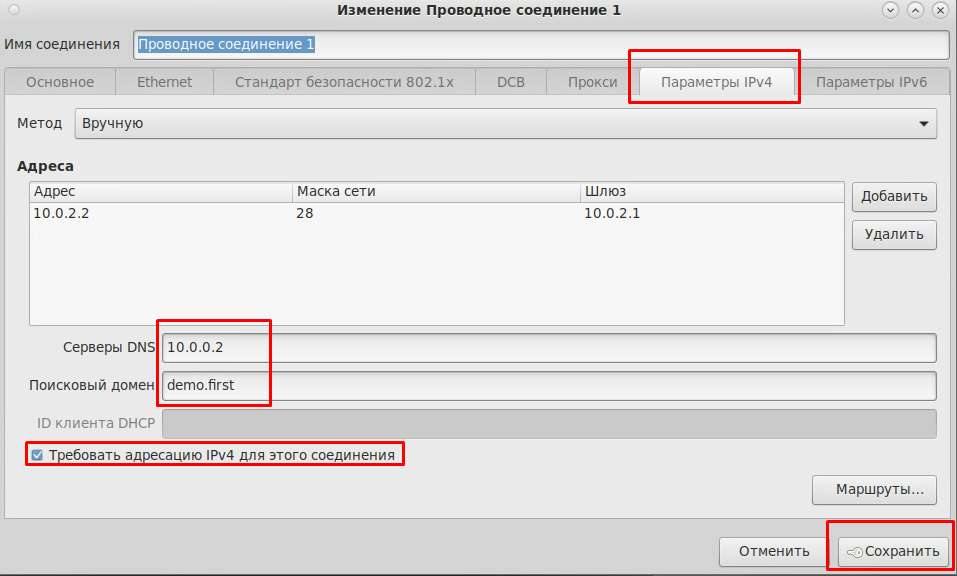 Изменение Проводное соединение 1
Имя соединения Проводное соединение 1
Основное Ethernet Стандарт безопасности 802.1x DCB Прокси Параметры IPv4 Параметры IPv6
Метод Вручную
Адреса
Адрес Маска сети Шлюз Добавить
10.0.2.2 28 10.0.2.1
Удалить
Серверы DNS 10.0.0.2
Поисковый домен demo.first
ID клиента DHCP
Требовать адресацию IPv4 для этого соединения
Маршруты...
Отменить Сохранить